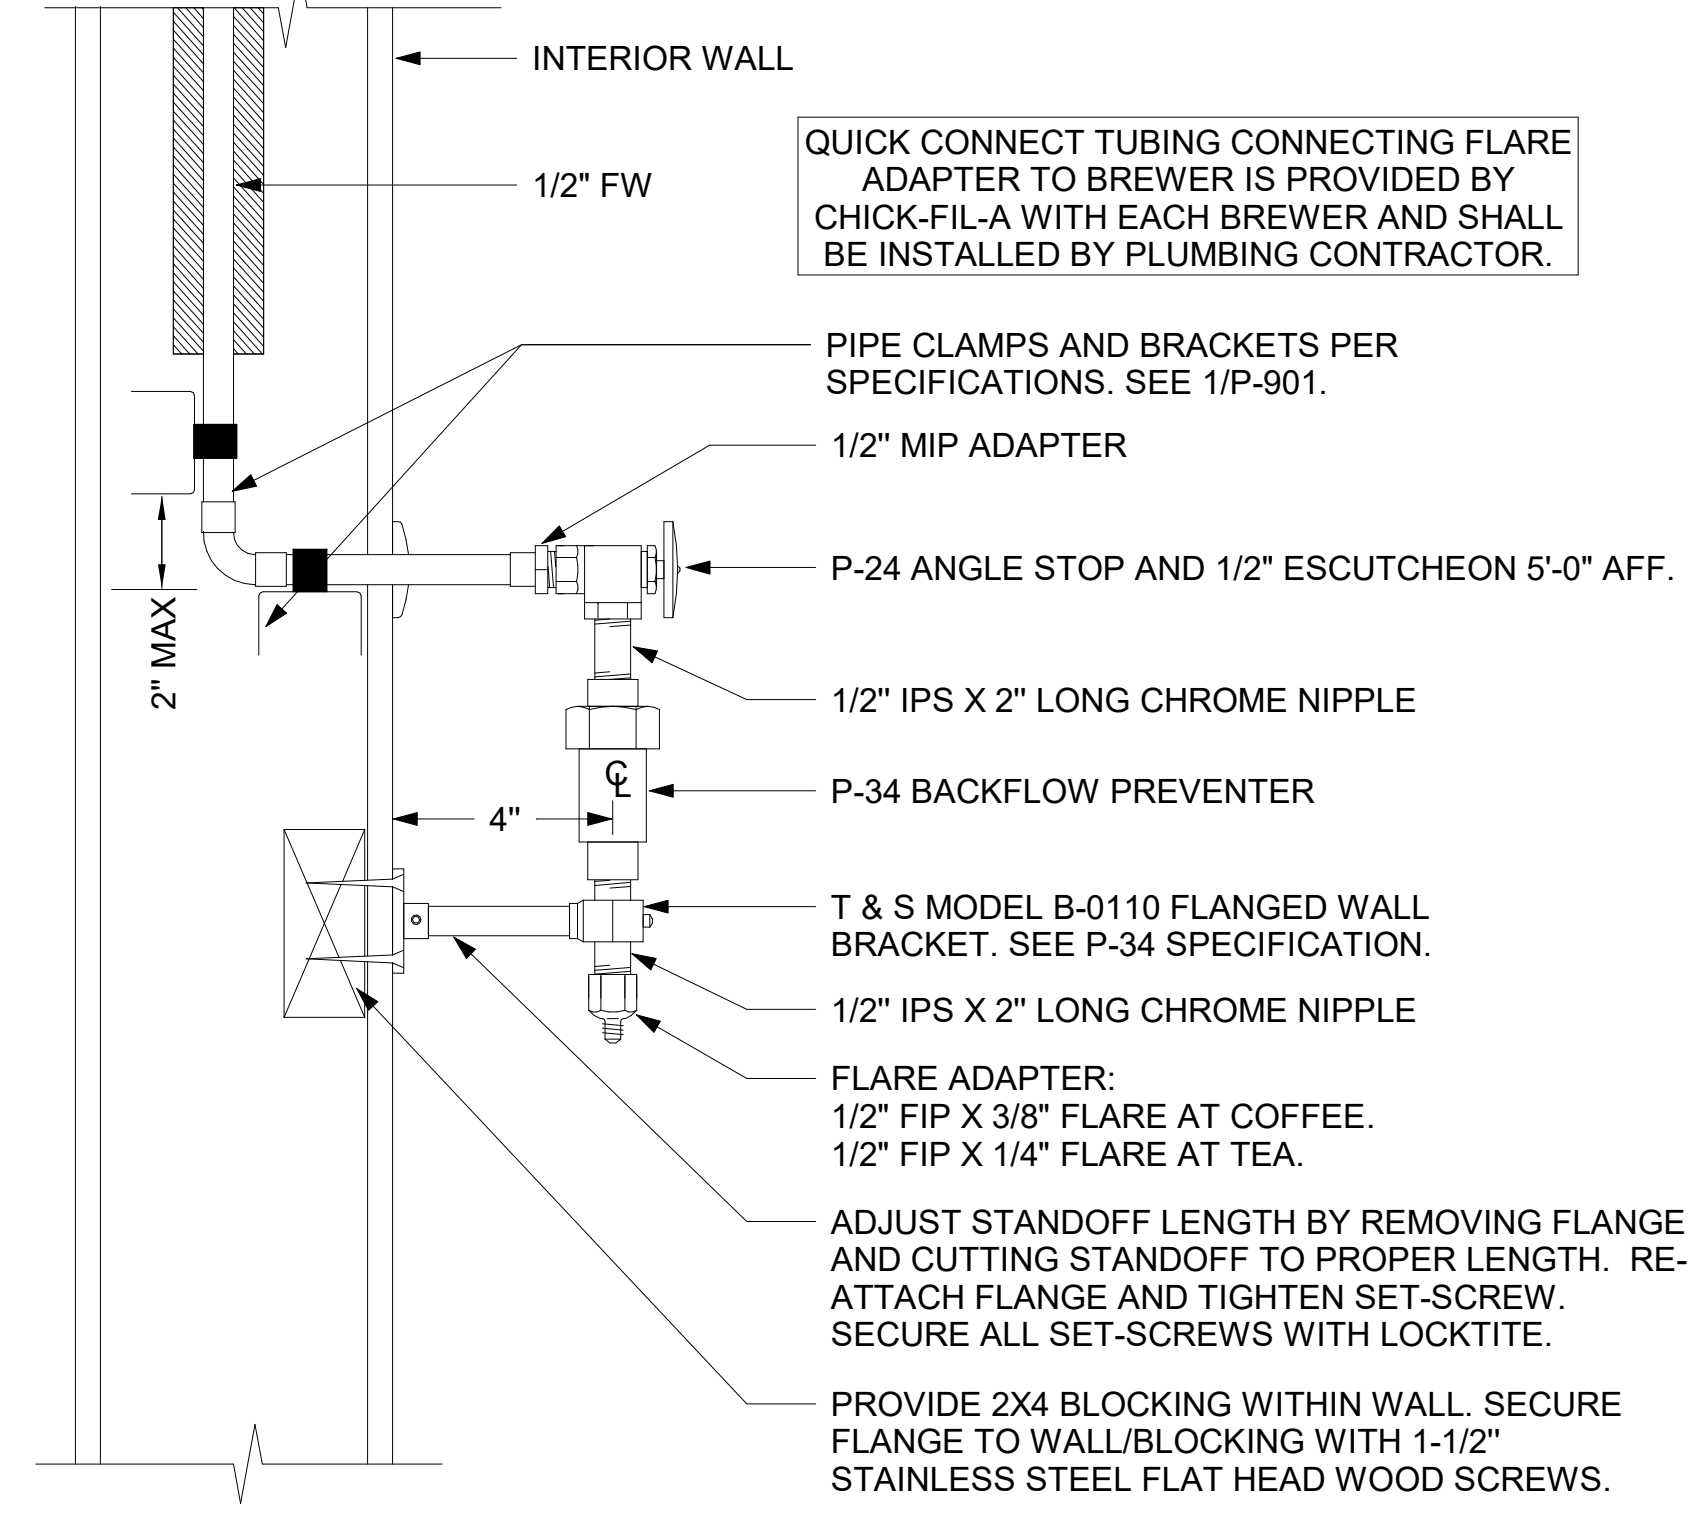 INTERIOR WALL
1/2" FW
QUICK CONNECT TUBING CONNECTING FLARE
ADAPTER TO BREWER IS PROVIDED BY
CHICK-FIL-A WITH EACH BREWER AND SHALL
BE INSTALLED BY PLUMBING CONTRACTOR.
PIPE CLAMPS AND BRACKETS PER
SPECIFICATIONS. SEE 1/P-901.
1/2" MIP ADAPTER
P-24 ANGLE STOP AND 1/2" ESCUTCHEON 5'-0" AFF.
2" MAX
1/2" IPS X 2" LONG CHROME NIPPLE
CL
P-34 BACKFLOW PREVENTER
4"
T & S MODEL B-0110 FLANGED WALL
BRACKET. SEE P-34 SPECIFICATION.
1/2" IPS X 2" LONG CHROME NIPPLE
FLARE ADAPTER:
1/2" FIP X 3/8" FLARE AT COFFEE.
1/2" FIP X 1/4" FLARE AT TEA.
ADJUST STANDOFF LENGTH BY REMOVING FLANGE
AND CUTTING STANDOFF TO PROPER LENGTH. RE-
ATTACH FLANGE AND TIGHTEN SET-SCREW.
SECURE ALL SET-SCREWS WITH LOCKTITE.
PROVIDE 2X4 BLOCKING WITHIN WALL. SECURE
FLANGE TO WALL/BLOCKING WITH 1-1/2"
STAINLESS STEEL FLAT HEAD WOOD SCREWS.